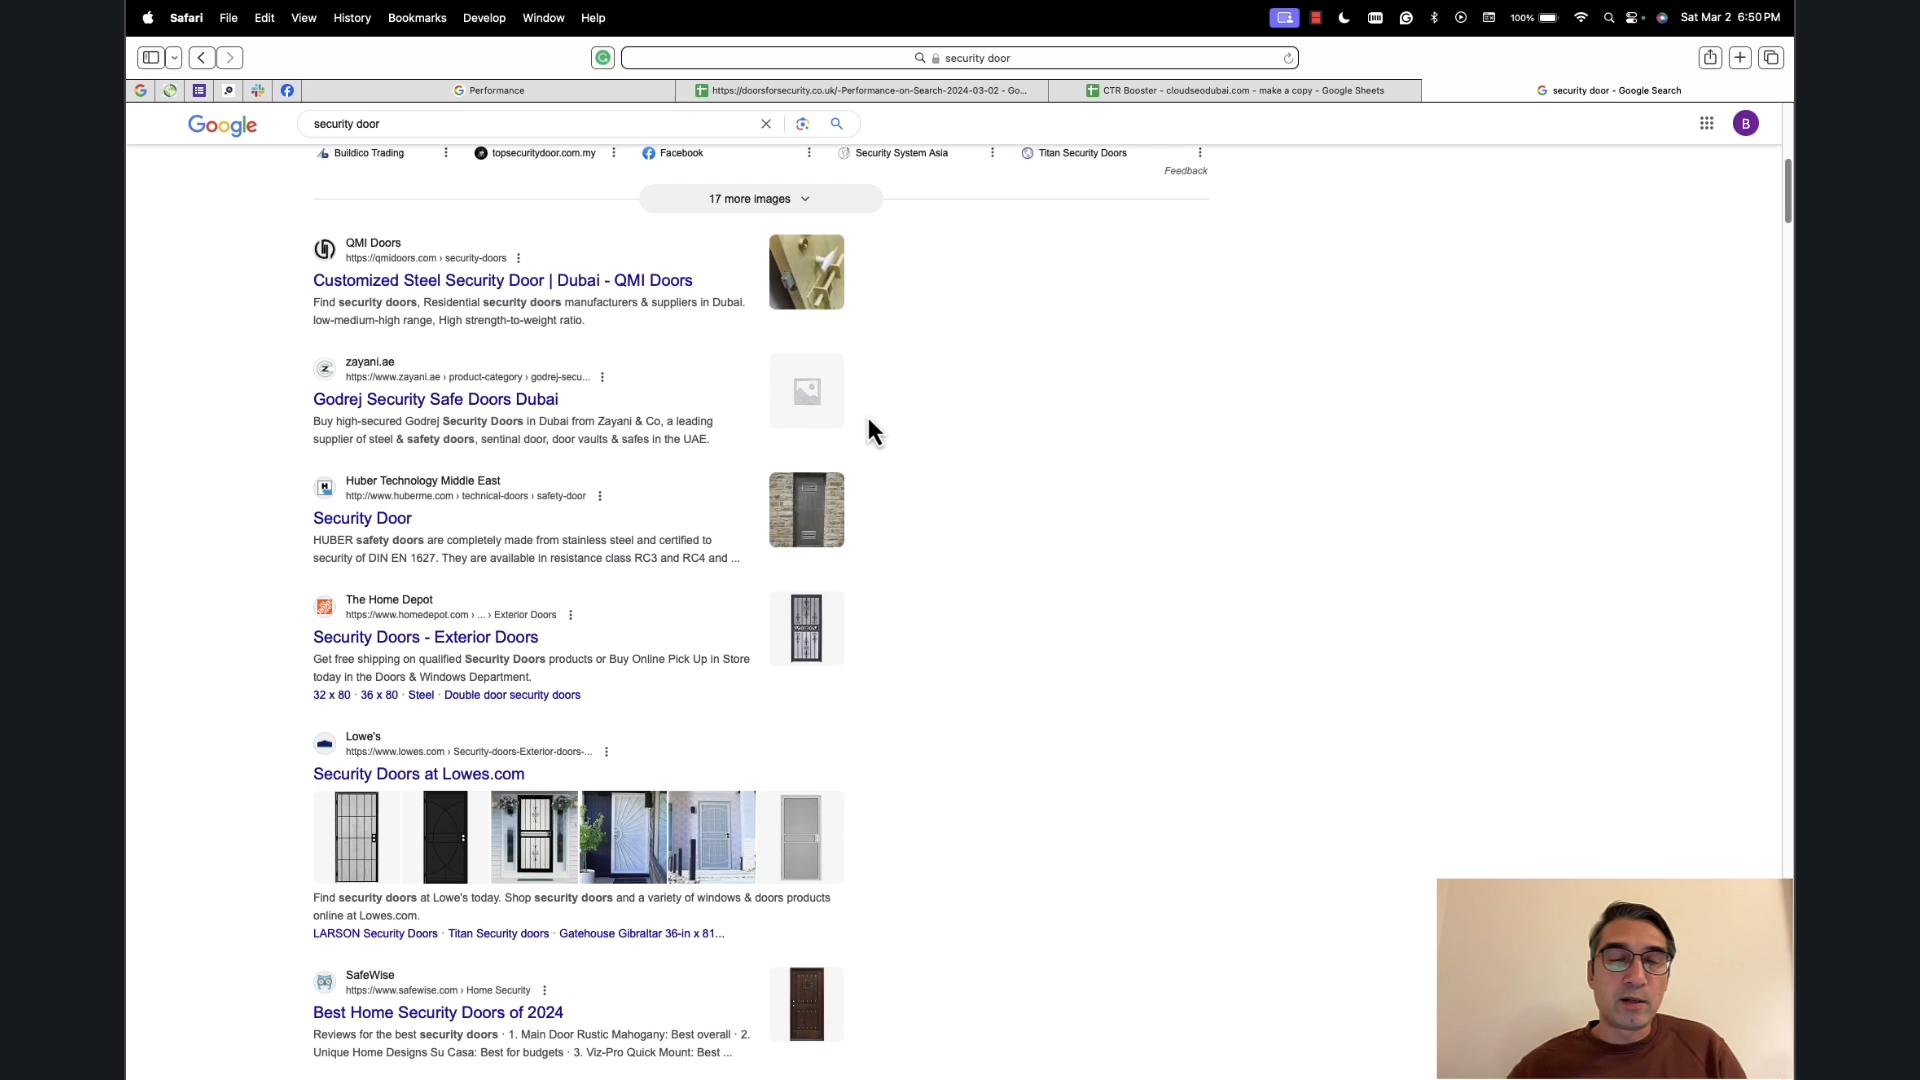 Safari File Edit View History Bookmarks Develop Window Help 100% Sat Mar 2 6:50 PM
security door
Performance
https://doorsforsecurity.co.uk/-Performance-on-Search-2024-03-02 - Go...
CTR Booster - cloudseodubai.com - make a copy - Google Sheets
security door - Google Search
Google
security door
B
Buildico Trading
topsecuritydoor.com.my
Facebook
Security System Asia
Titan Security Doors
Feedback
17 more images
QMI Doors
https://qmidoors.com › security-doors
Customized Steel Security Door | Dubai - QMI Doors
Find security doors, Residential security doors manufacturers & suppliers in Dubai.
low-medium-high range, High strength-to-weight ratio.
zayani.ae
https://www.zayani.ae › product-category › godrej-secu...
Godrej Security Safe Doors Dubai
Buy high-secured Godrej Security Doors in Dubai from Zayani & Co, a leading
supplier of steel & safety doors, sentinal door, door vaults & safes in the UAE.
Huber Technology Middle East
http://www.huberme.com › technical-doors › safety-door
Security Door
HUBER safety doors are completely made from stainless steel and certified to
security of DIN EN 1627. They are available in resistance class RC3 and RC4 and ...
The Home Depot
https://www.homedepot.com › ... › Exterior Doors
Security Doors - Exterior Doors
Get free shipping on qualified Security Doors products or Buy Online Pick Up in Store
today in the Doors & Windows Department.
32 x 80 · 36 x 80 · Steel · Double door security doors
Lowe's
https://www.lowes.com › Security-doors-Exterior-doors-...
Security Doors at Lowes.com
Find security doors at Lowe's today. Shop security doors and a variety of windows & doors products
online at Lowes.com.
LARSON Security Doors · Titan Security doors · Gatehouse Gibraltar 36-in x 81...
SafeWise
https://www.safewise.com › Home Security
Best Home Security Doors of 2024
Reviews for the best security doors · 1. Main Door Rustic Mahogany: Best overall · 2.
Unique Home Designs Su Casa: Best for budgets · 3. Viz-Pro Quick Mount: Best ...